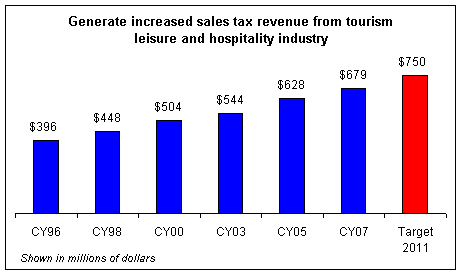 Generate increased sales tax revenue from tourism
leisure and hospitality industry
$396
$448
$504
$544
$628
$679
$750
CY96
CY98
CY00
CY03
CY05
CY07
Target
2011
Shown in millions of dollars